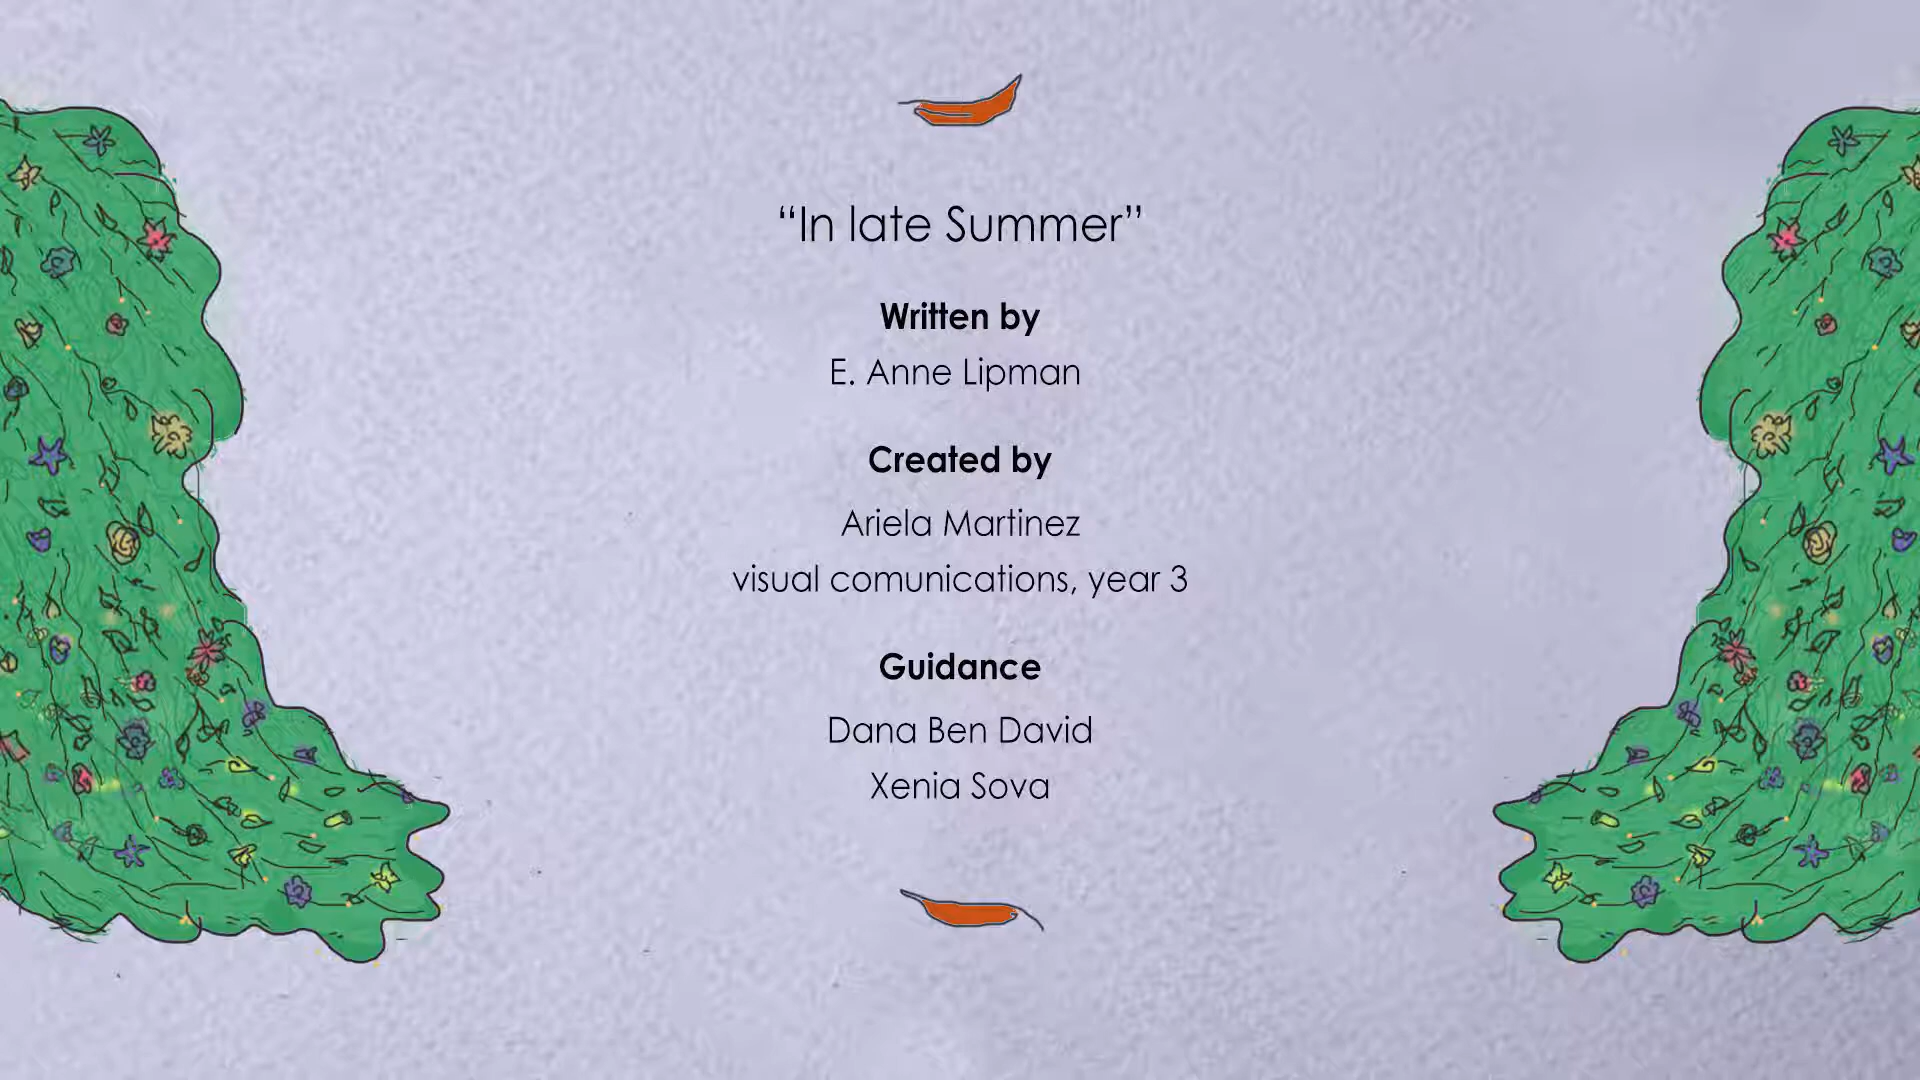 “In late Summer”
Written by
E. Anne Lipman
Created by
Ariela Martinez
visual comunications, year 3
Guidance
Dana Ben David
Xenia Sova